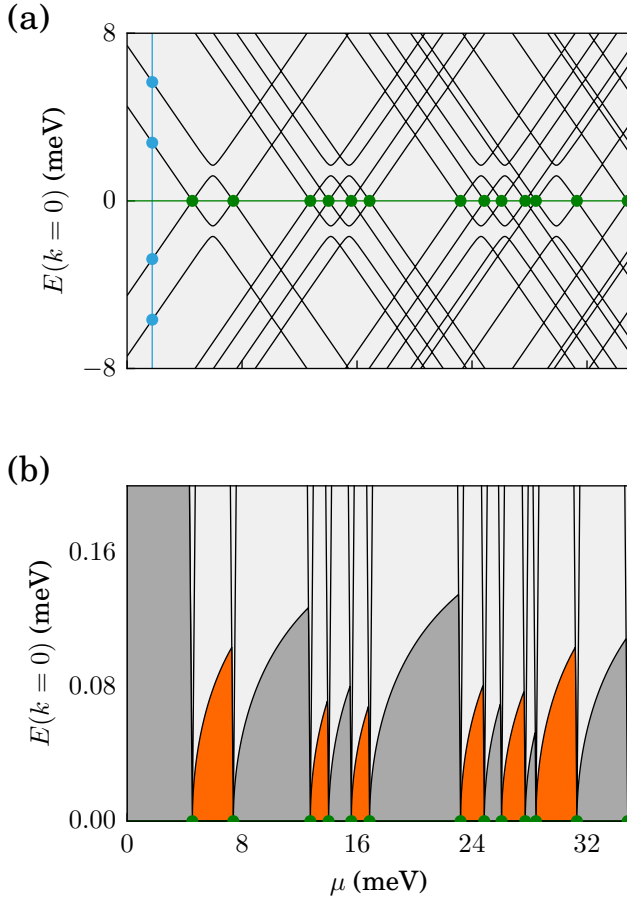 (a)
8
0
−8
E(k = 0) (meV)
(b)
0.16
0.08
0.00
E(k = 0) (meV)
0 8 16 24 32
μ (meV)